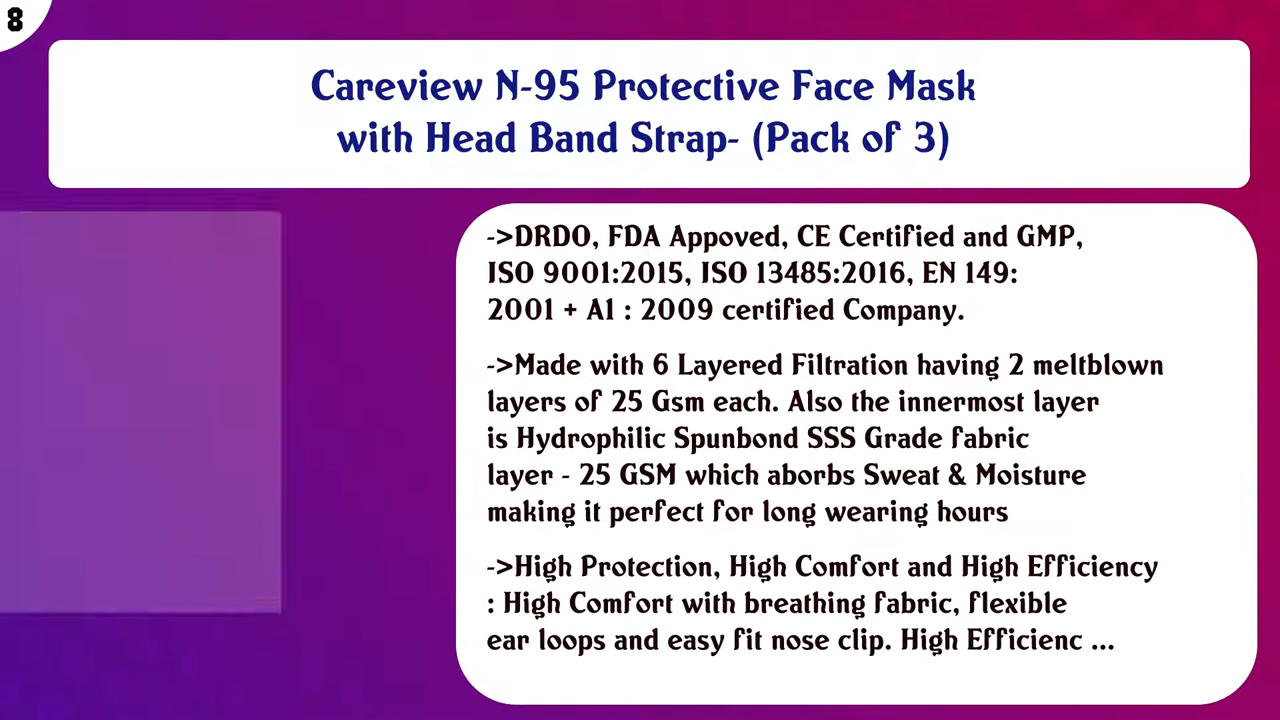 8
Careview N-95 Protective Face Mask
with Head Band Strap- (Pack of 3)
->DRDO, FDA Appoved, CE Certified and GMP,
ISO 9001:2015, ISO 13485:2016, EN 149:
2001 + A1 : 2009 certified Company.
->Made with 6 Layered Filtration having 2 meltblown
layers of 25 Gsm each. Also the innermost layer
is Hydrophilic Spunbond SSS Grade fabric
layer - 25 GSM which aborbs Sweat & Moisture
making it perfect for long wearing hours
->High Protection, High Comfort and High Efficiency
: High Comfort with breathing fabric, flexible
ear loops and easy fit nose clip. High Efficienc ...